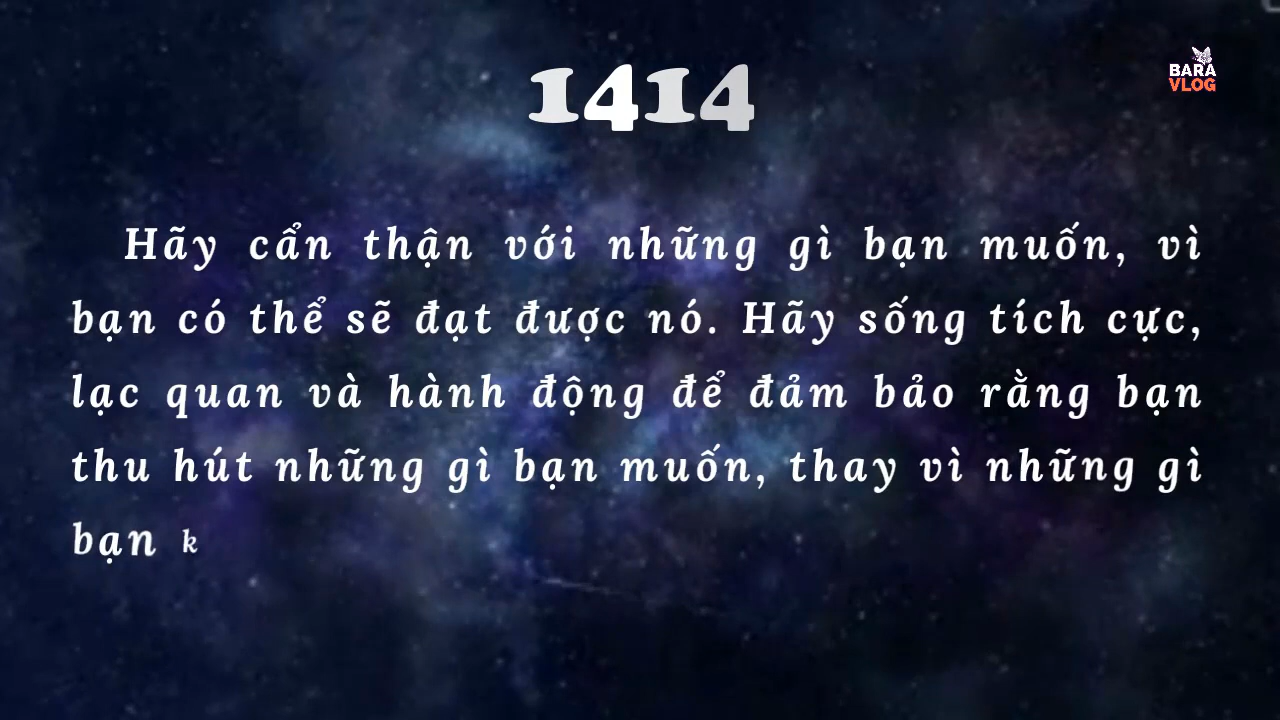 1414
BARA
VLOG
Hãy cẩn thận với những gì bạn muốn, vì
bạn có thể sẽ đạt được nó. Hãy sống tích cực,
lạc quan và hành động để đảm bảo rằng bạn
thu hút những gì bạn muốn, thay vì những gì
bạn k